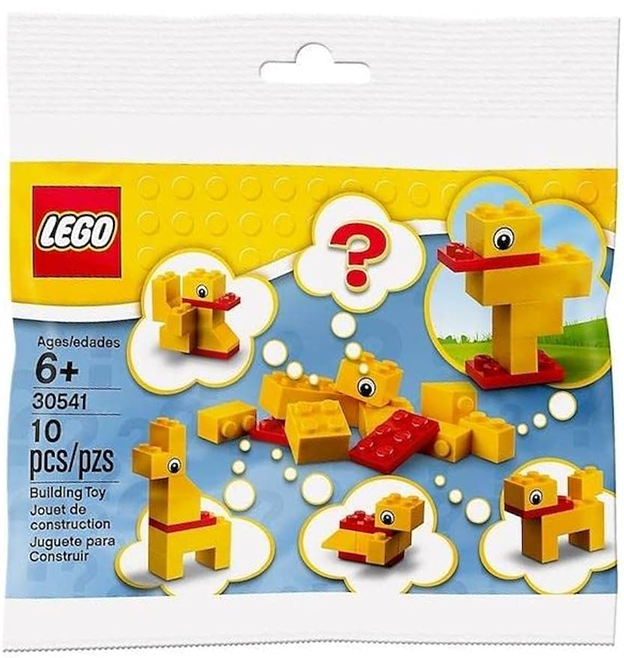 LEGO
?
Ages/edades
6+
30541
10
pcs/pzs
Building Toy
Jouet de
construction
Juguete para
Construir